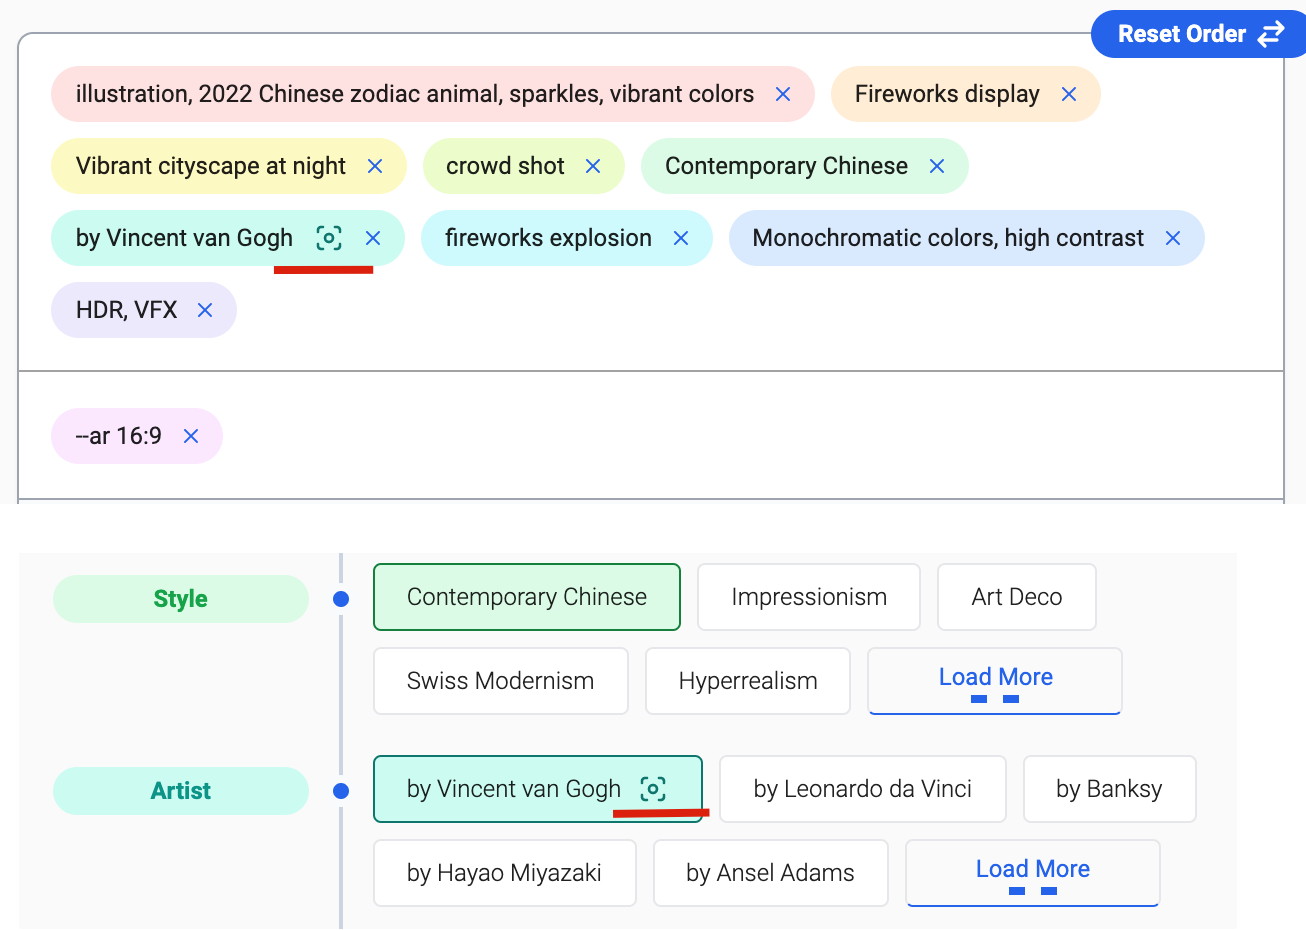 Reset Order
illustration, 2022 Chinese zodiac animal, sparkles, vibrant colors
Fireworks display
Vibrant cityscape at night
crowd shot
Contemporary Chinese
by Vincent van Gogh
fireworks explosion
Monochromatic colors, high contrast
HDR, VFX
--ar 16:9
Style
Contemporary Chinese
Impressionism
Art Deco
Swiss Modernism
Hyperrealism
Load More
Artist
by Vincent van Gogh
by Leonardo da Vinci
by Banksy
by Hayao Miyazaki
by Ansel Adams
Load More